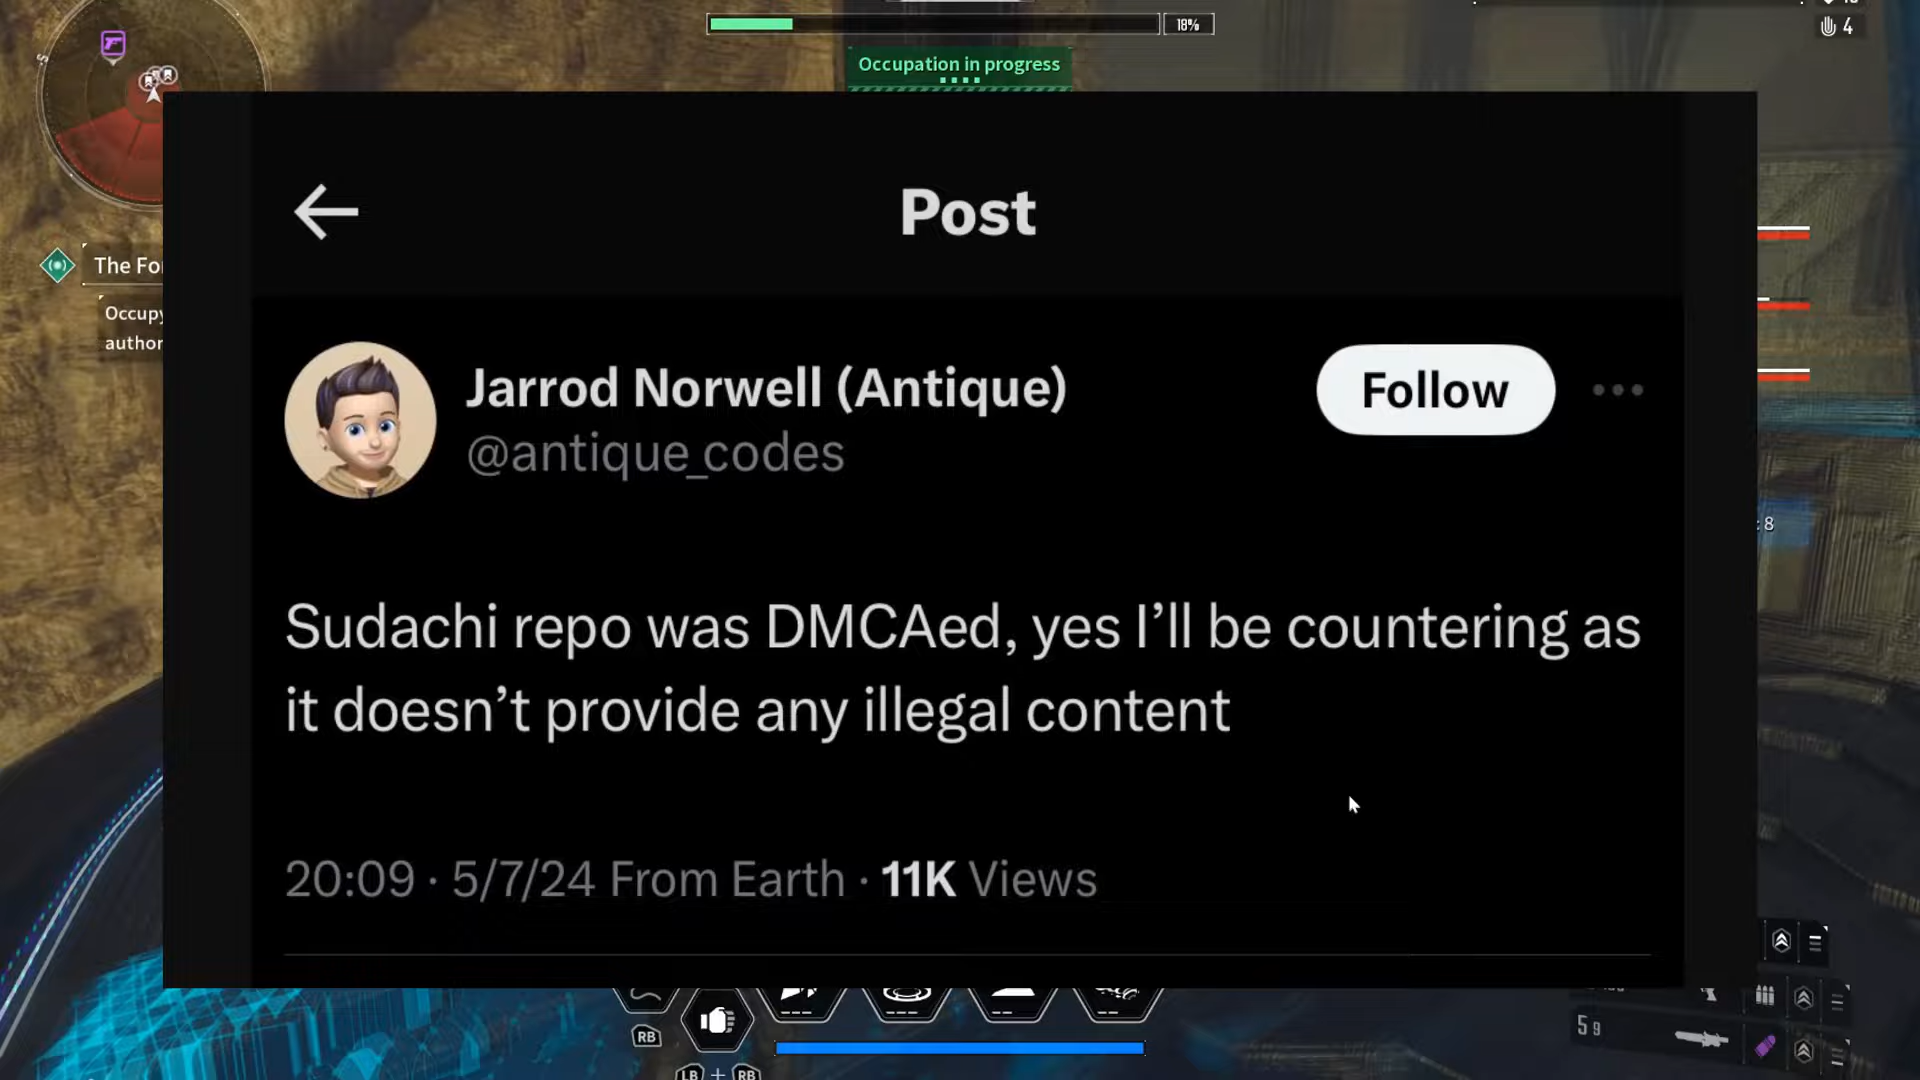 18%
4
Occupation in progress
Post
The Fo
Occupy
author
Jarrod Norwell (Antique)
Follow
@antique_codes
: 8
Sudachi repo was DMCAed, yes I’ll be countering as
it doesn’t provide any illegal content
20:09 · 5/7/24 From Earth · 11K Views
59
RB
LB + RB